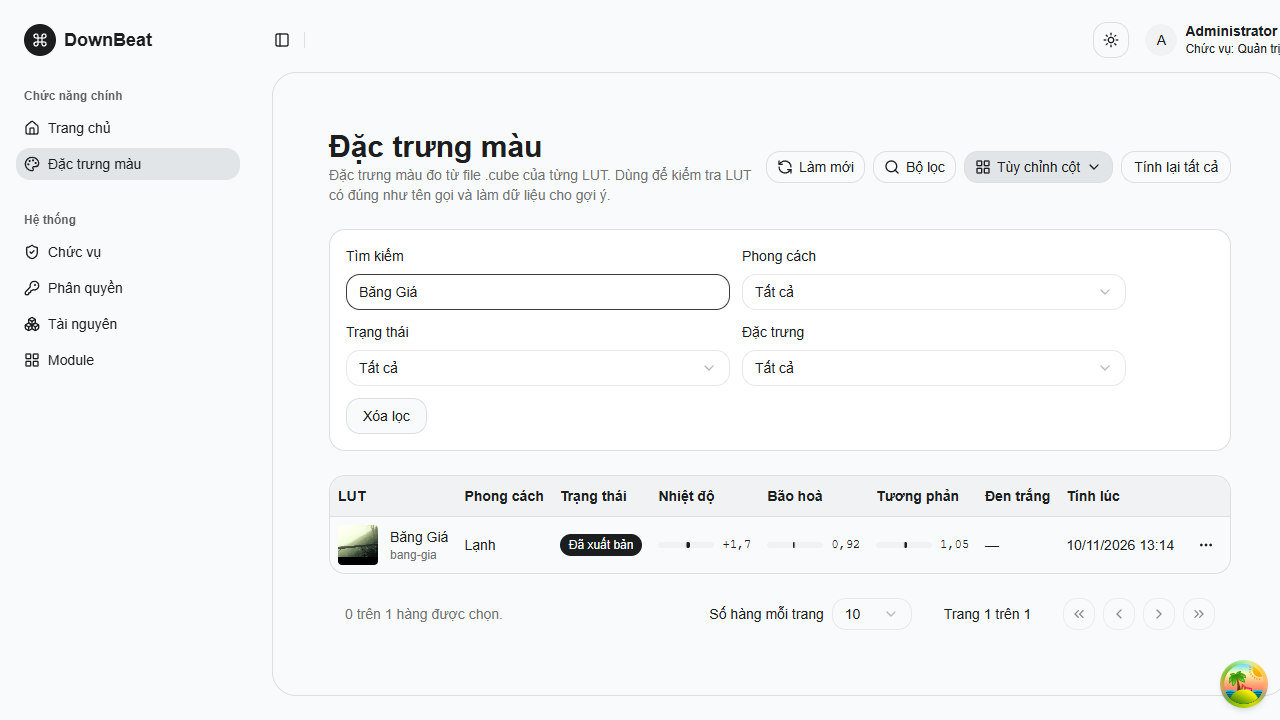 DownBeat
Administrator
Chức vụ: Quản trị
Chức năng chính
Trang chủ
Đặc trưng màu
Hệ thống
Chức vụ
Phân quyền
Tài nguyên
Module
Đặc trưng màu
Đặc trưng màu đo từ file .cube của từng LUT. Dùng để kiểm tra LUT
có đúng như tên gọi và làm dữ liệu cho gợi ý.
Làm mới
Bộ lọc
Tùy chỉnh cột
Tính lại tất cả
Tìm kiếm
Phong cách
Băng Giá
Tất cả
Trạng thái
Đặc trưng
Tất cả
Tất cả
Xóa lọc
LUT Phong cách Trạng thái Nhiệt độ Bão hoà Tương phản Đen trắng Tính lúc
Băng Giá
bang-gia
Lạnh
Đã xuất bản
+1,7
0,92
1,05
—
10/11/2026 13:14
0 trên 1 hàng được chọn.
Số hàng mỗi trang
10
Trang 1 trên 1
A